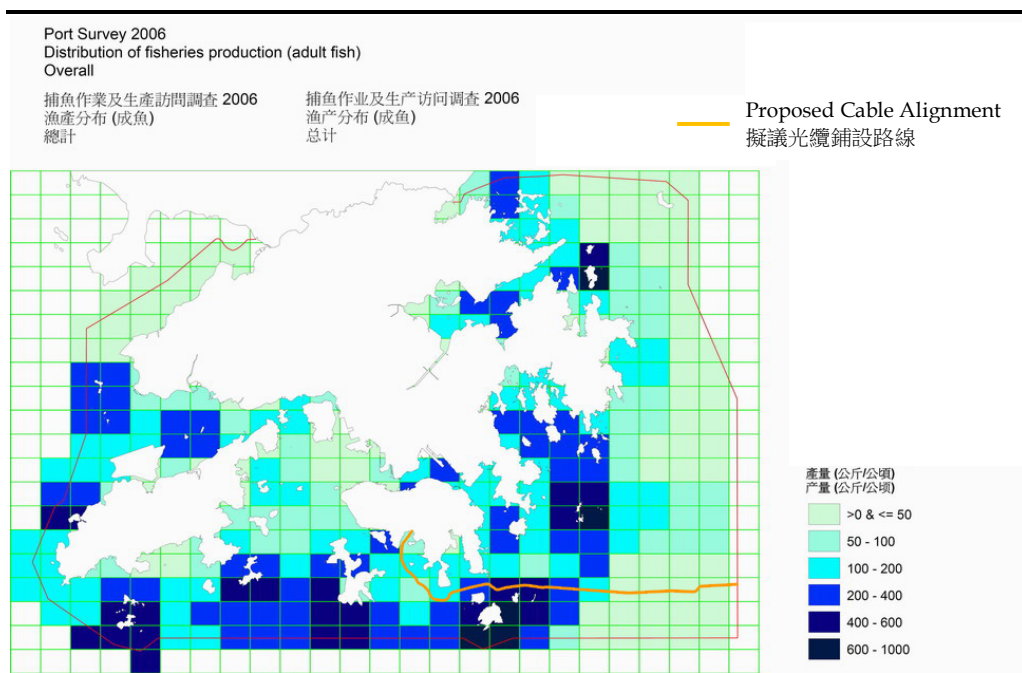 Port Survey 2006
Distribution of fisheries production (adult fish)
Overall
捕魚作業及生產訪問調查 2006
漁產分布 (成魚)
總計
捕鱼作业及生产访问调查 2006
渔产分布 (成鱼)
总计
Proposed Cable Alignment
擬議光纜鋪設路線
產量 (公斤/公頃)
产量 (公斤/公顷)
>0 & <= 50
50 - 100
100 - 200
200 - 400
400 - 600
600 - 1000